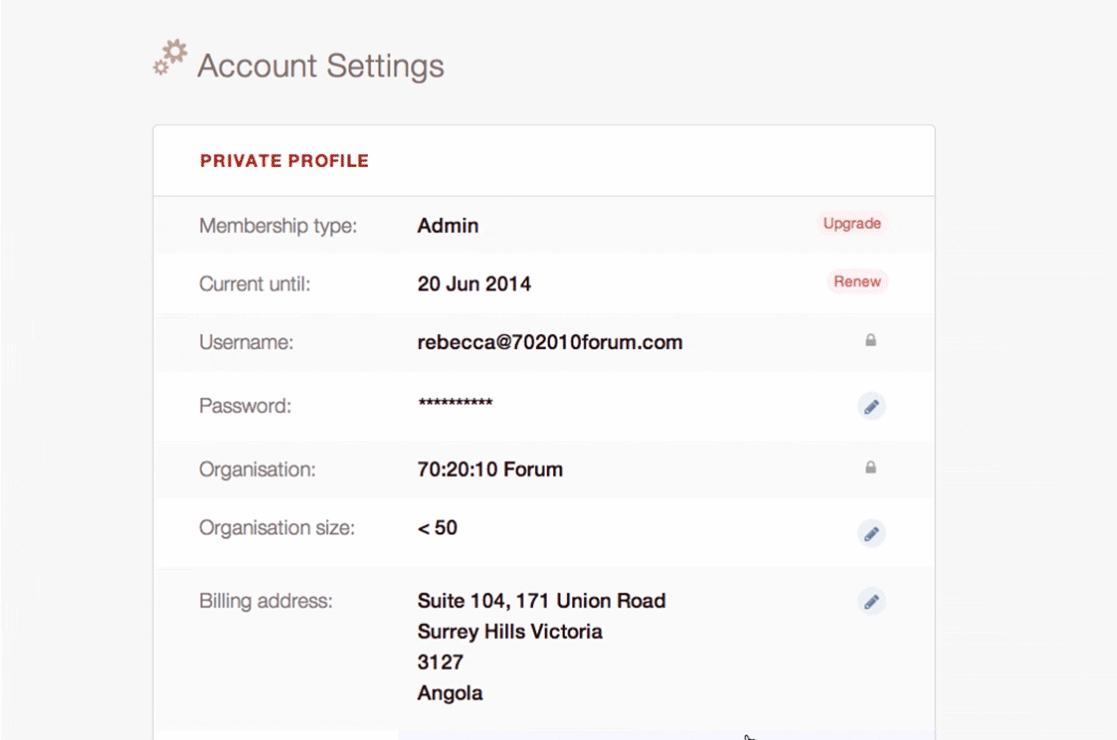 Account Settings
PRIVATE PROFILE
Membership type: Admin Upgrade
Current until: 20 Jun 2014 Renew
Username: rebecca@702010forum.com
Password: **********
Organisation: 70:20:10 Forum
Organisation size: < 50
Billing address: Suite 104, 171 Union Road
Surrey Hills Victoria
3127
Angola